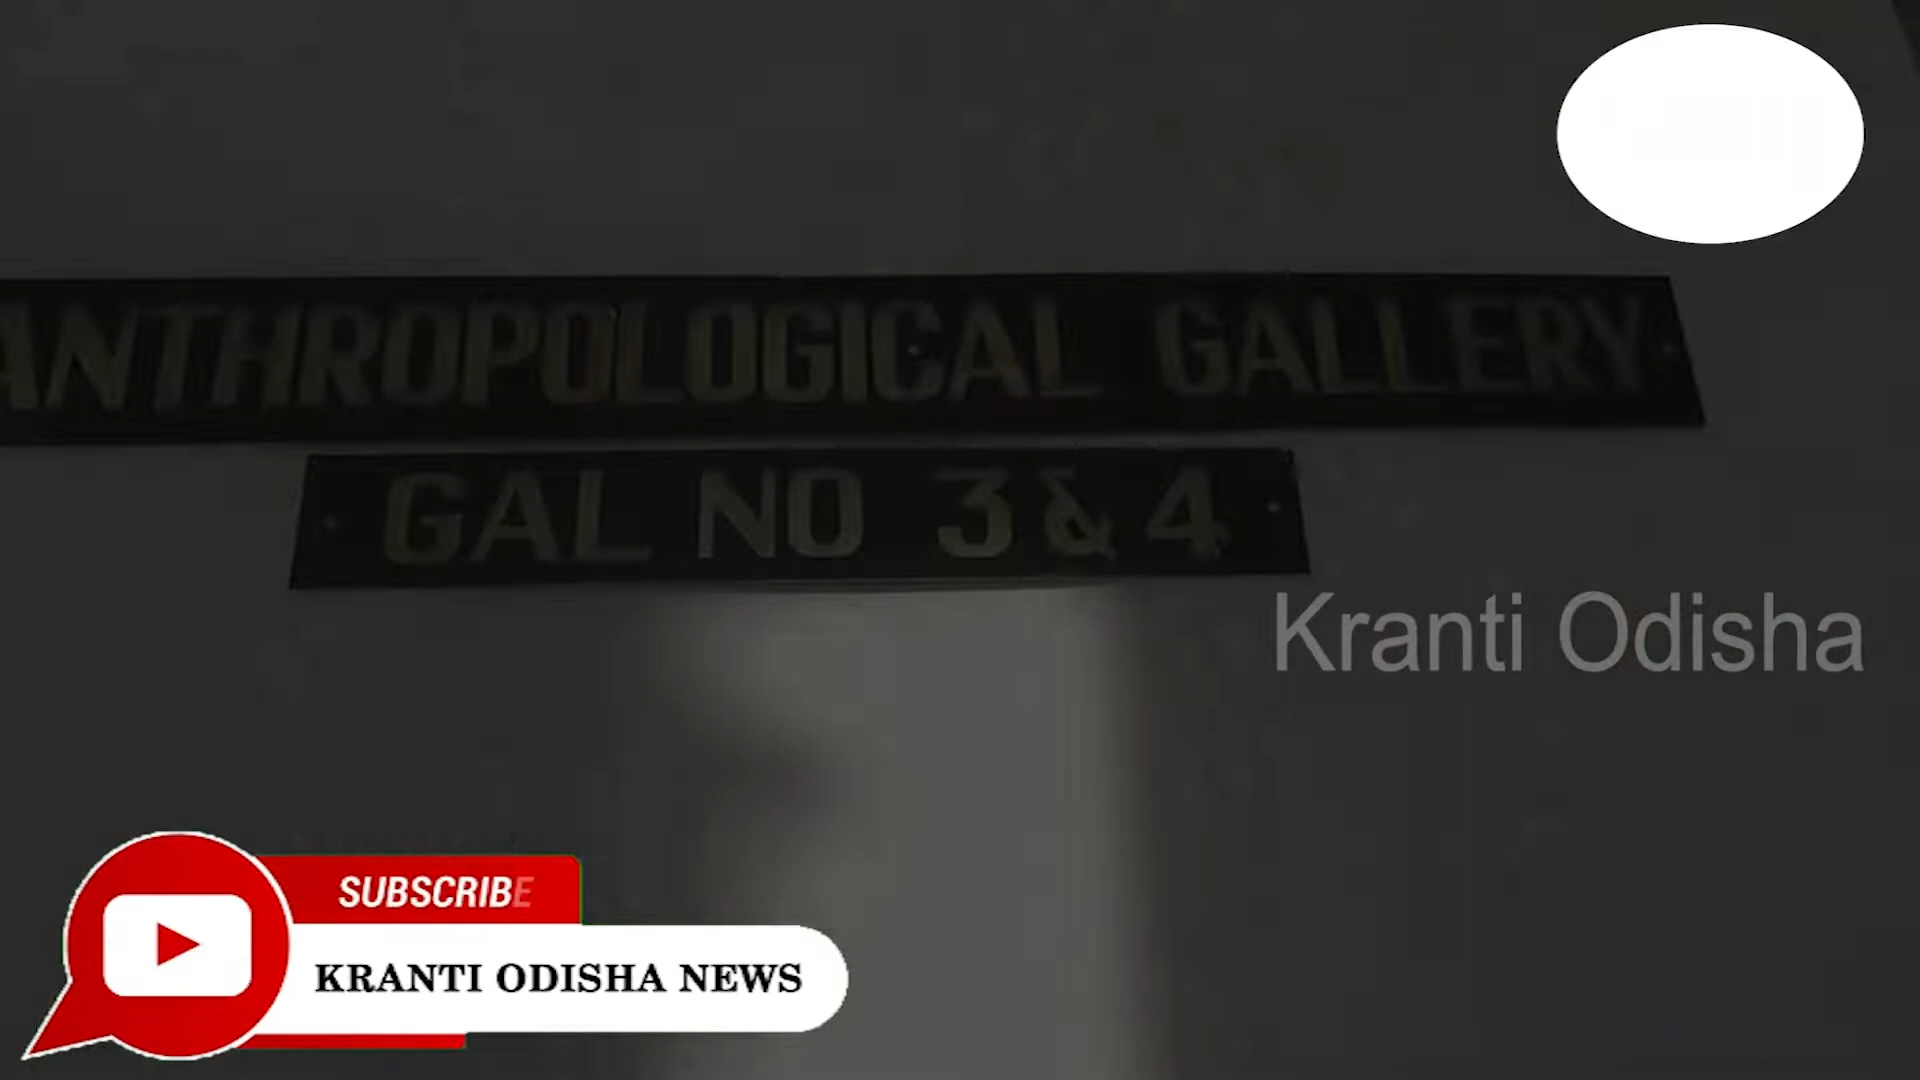 ANTHROPOLOGICAL GALLERY
GAL NO 3 & 4
Kranti Odisha
SUBSCRIBE
KRANTI ODISHA NEWS